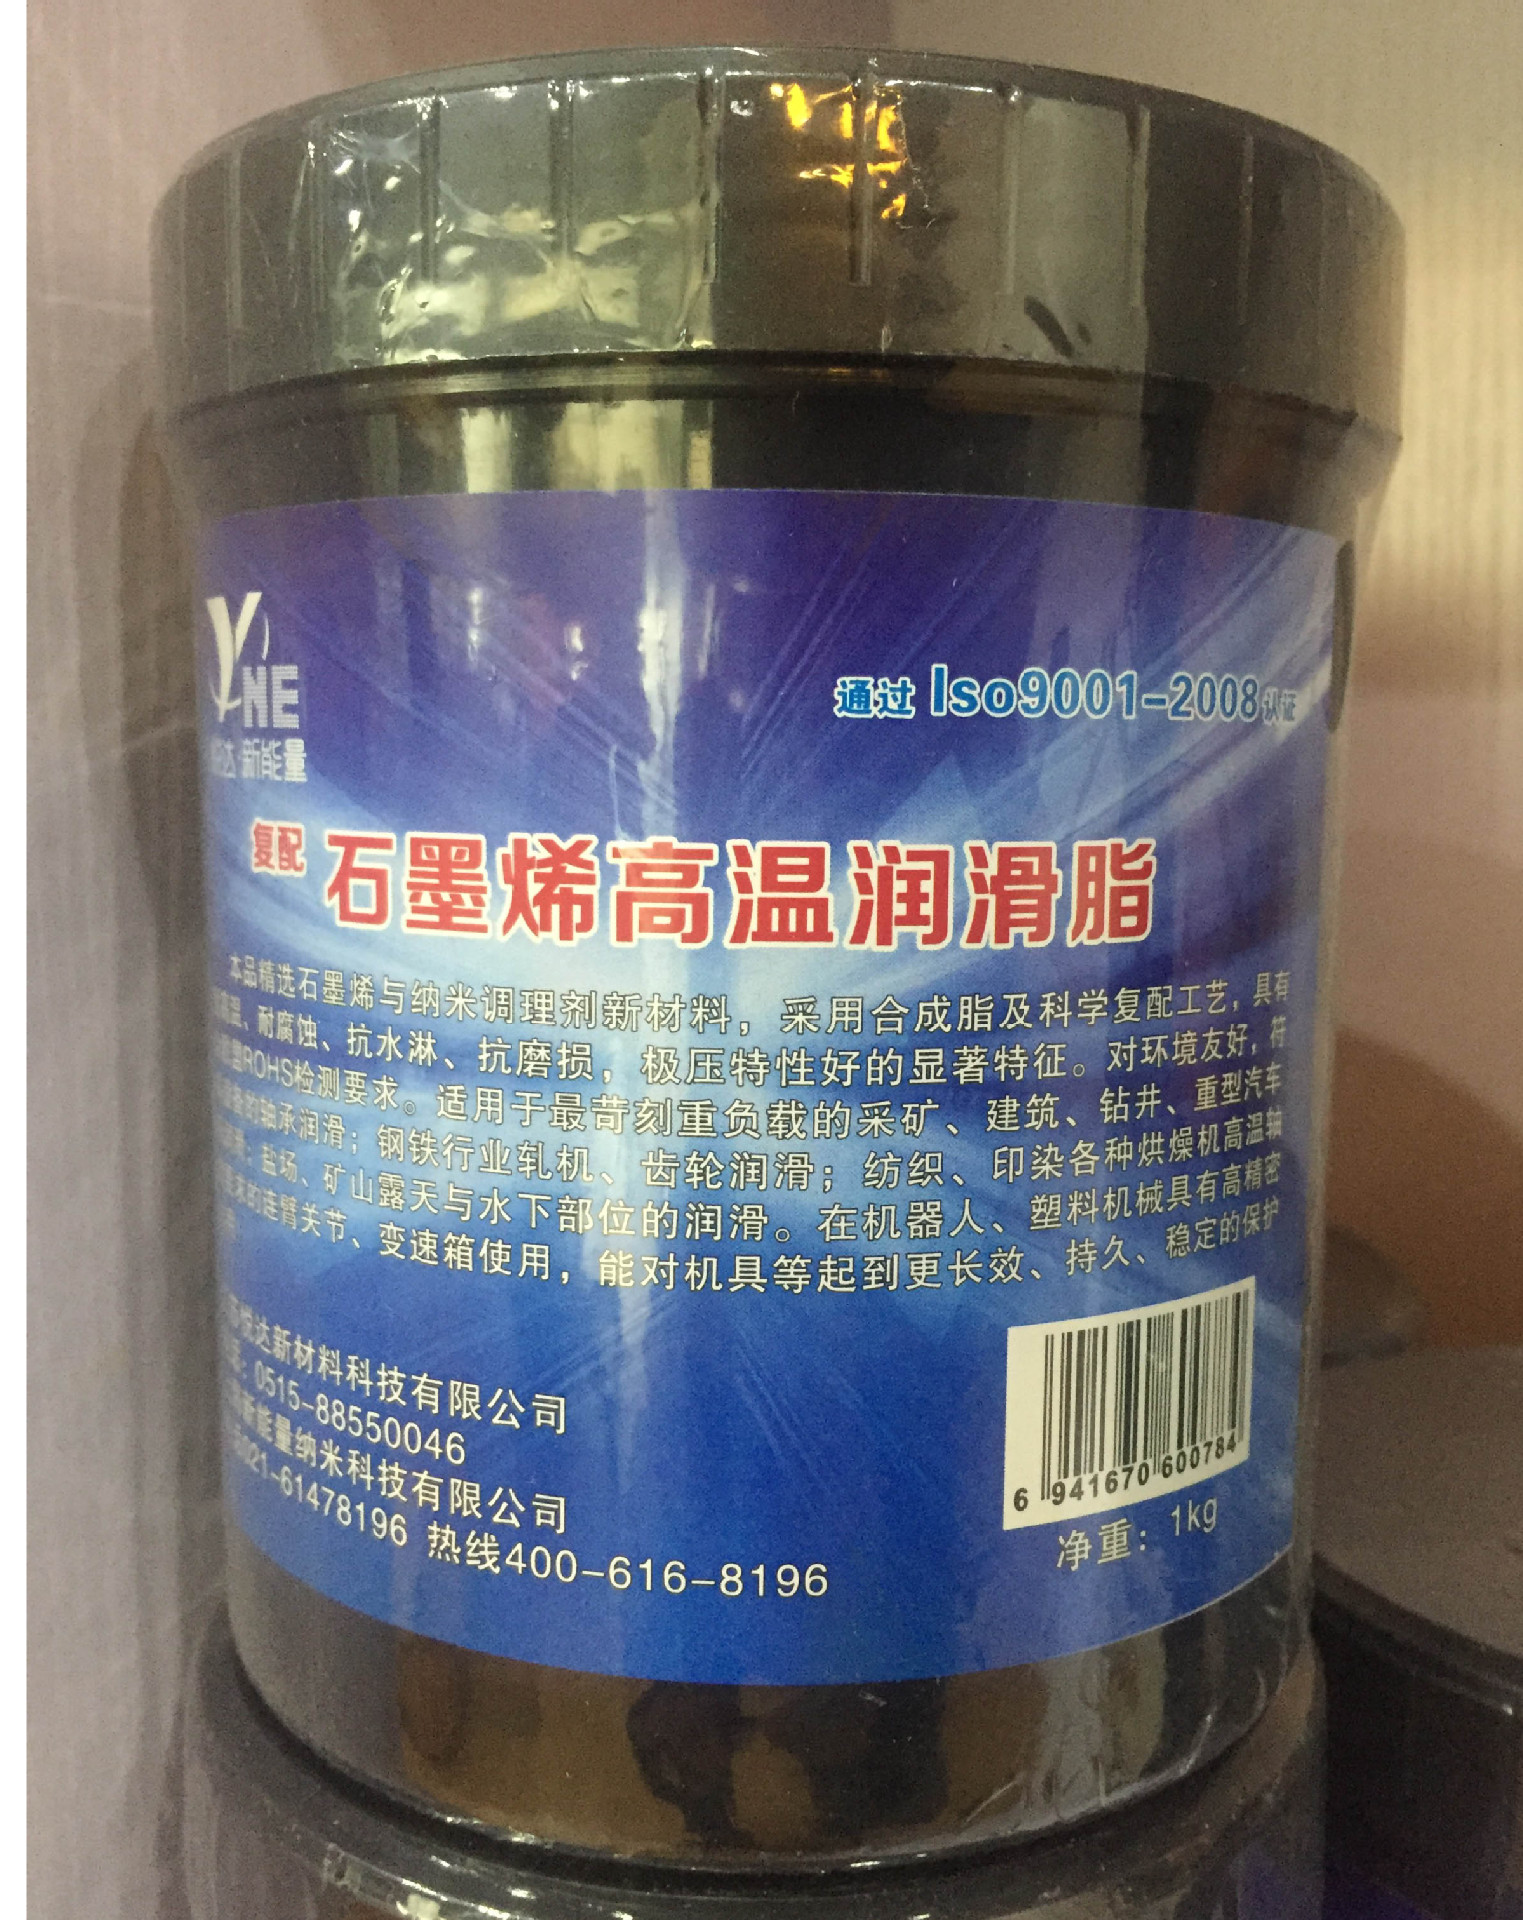 YNE
达·新能量
通过 Iso9001-2008认证
复配 石墨烯高温润滑脂
本品精选石墨烯与纳米调理剂新材料，采用合成脂及科学复配工艺，具有
高温、耐腐蚀、抗水淋、抗磨损，极压特性好的显著特征。对环境友好，符
盟ROHS检测要求。适用于最苛刻重负载的采矿、建筑、钻井、重型汽车
的轴承润滑；钢铁行业轧机、齿轮润滑；纺织、印染各种烘燥机高温轴
；盐场、矿山露天与水下部位的润滑。在机器人、塑料机械具有高精密
的连臂关节、变速箱使用，能对机具等起到更长效、持久、稳定的保护
达新材料科技有限公司
：0515-88550046
新能量纳米科技有限公司
021-61478196 热线400-616-8196
6 941670 600784
净重：1kg